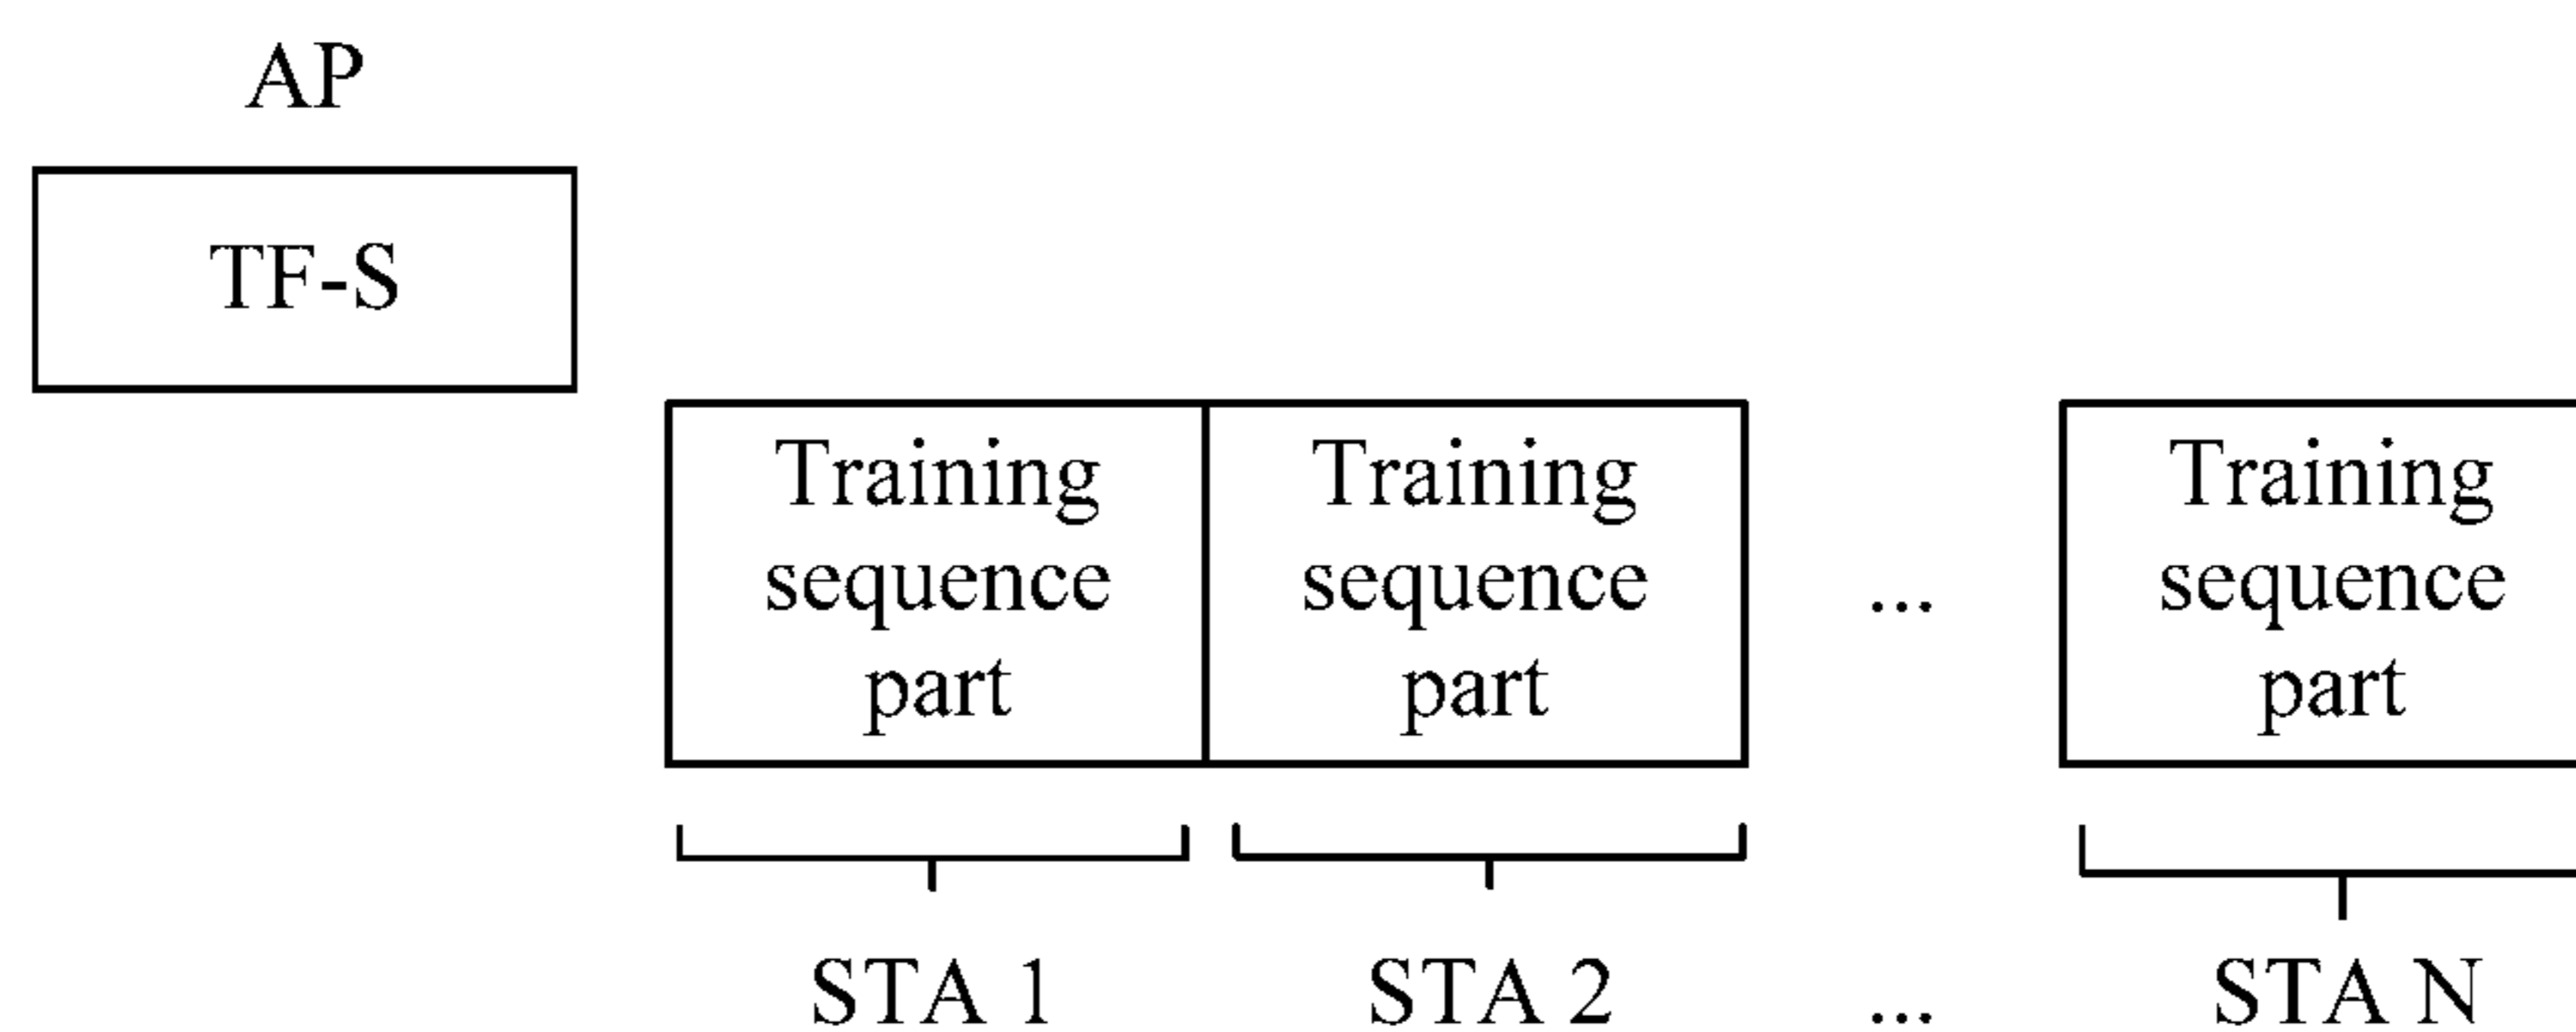 AP
TF-S
Training
sequence
part
Training
sequence
part
...
Training
sequence
part
STA 1
STA 2
...
STA N